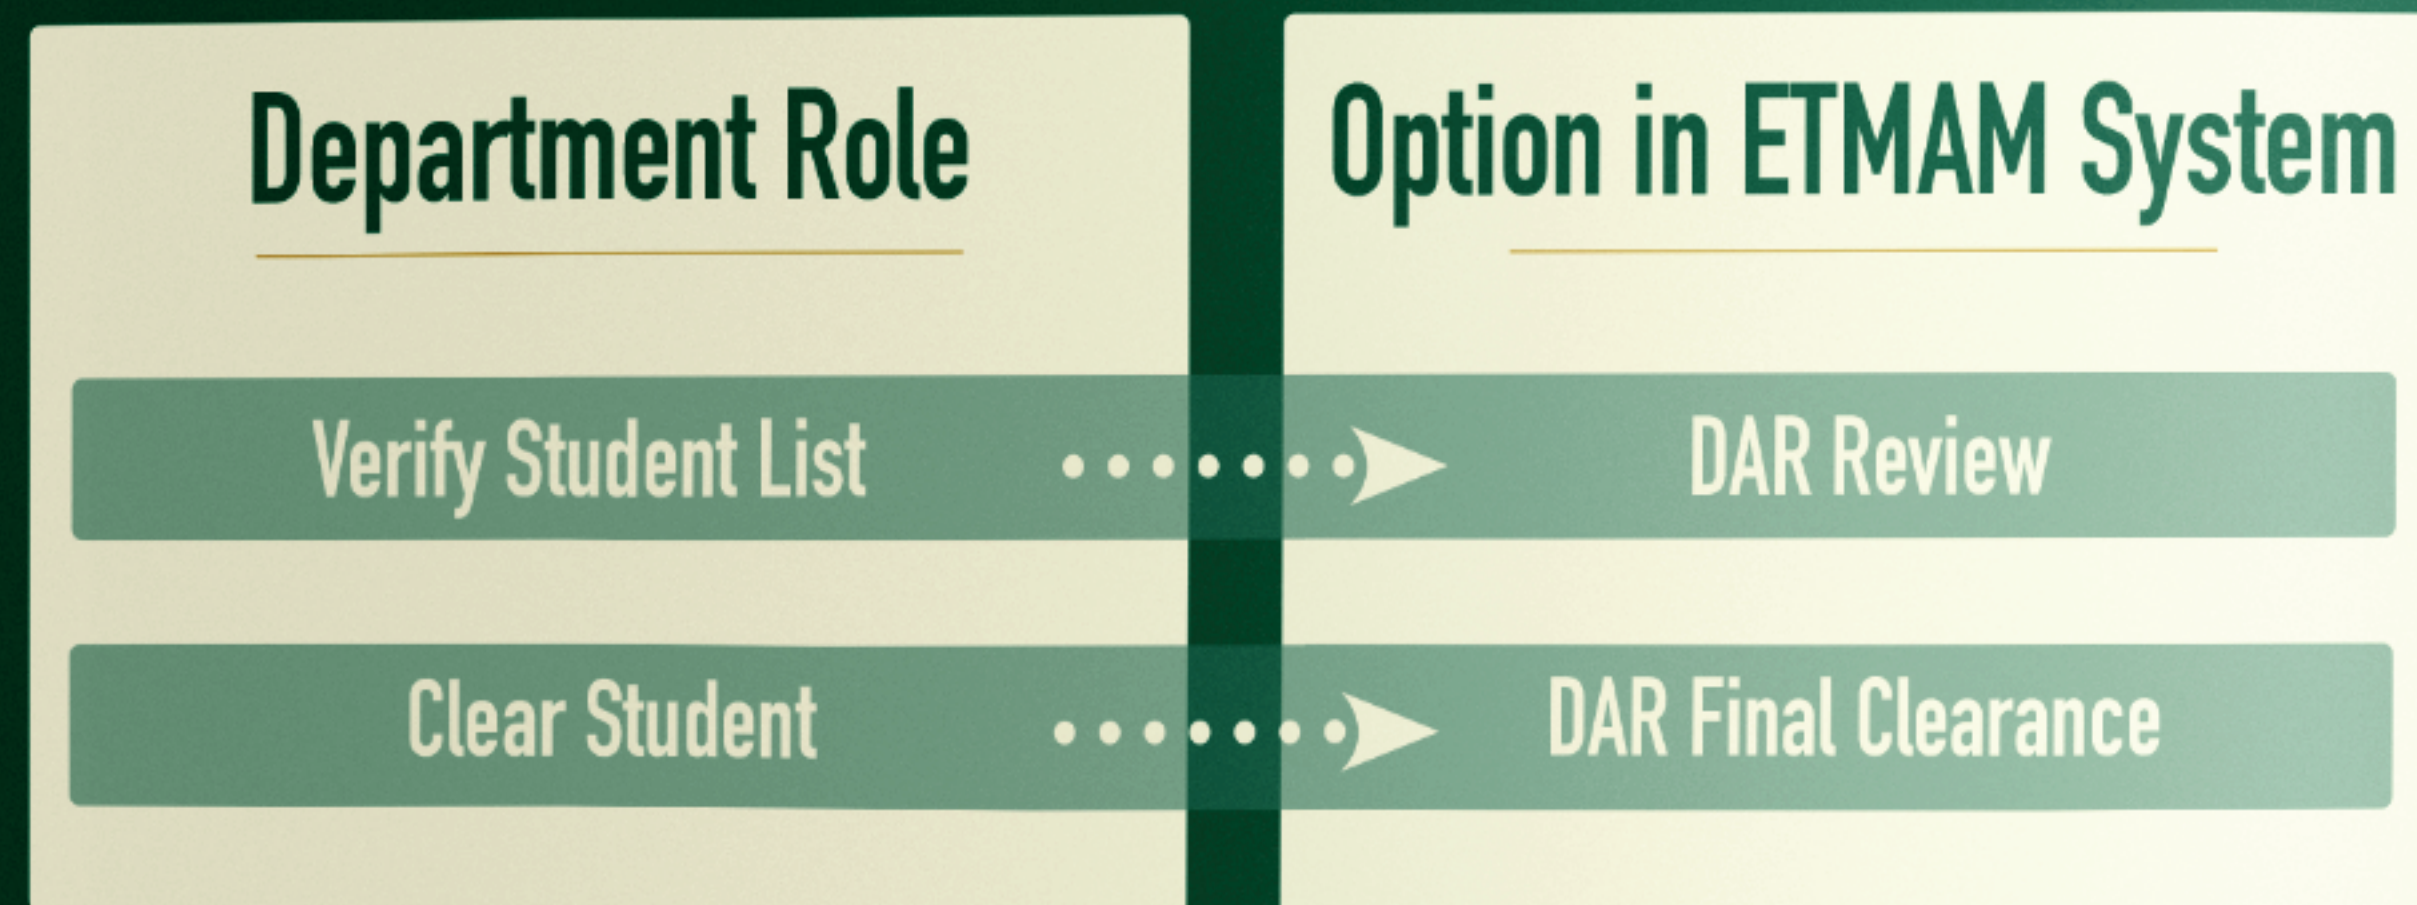 Department Role
Option in ETMAM System
Verify Student List
DAR Review
Clear Student
DAR Final Clearance